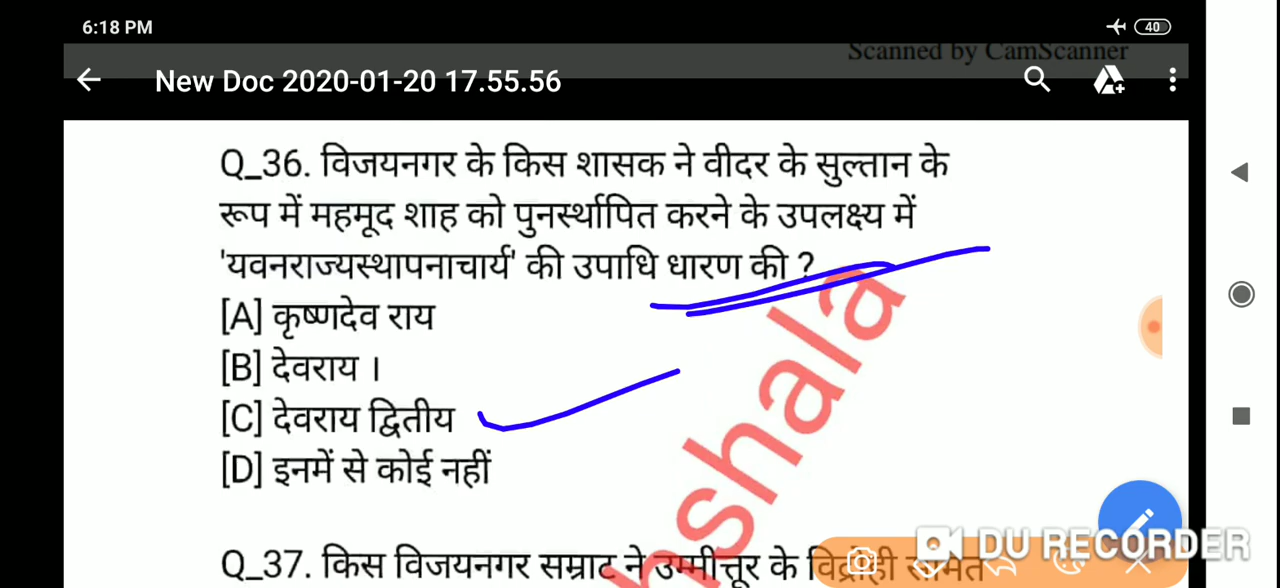 6:18 PM
40
Scanned by CamScanner
New Doc 2020-01-20 17.55.56
Q_36. विजयनगर के किस शासक ने वीदर के सुल्तान के
रूप में महमूद शाह को पुनर्स्थापित करने के उपलक्ष्य में
'यवनराज्यस्थापनाचार्य' की उपाधि धारण की ?
[A] कृष्णदेव राय
[B] देवराय ।
[C] देवराय द्वितीय
[D] इनमें से कोई नहीं
shala
Q_37. किस विजयनगर सम्राट ने उम्मीत्तूर के विद्रोही सामंत
DU RECORDER